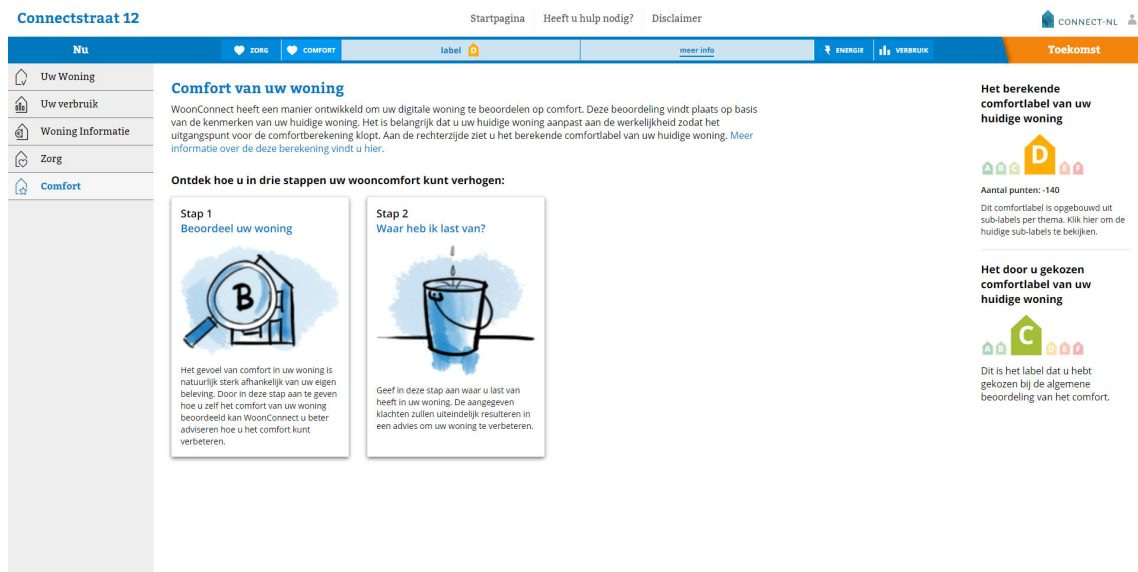 Connectstraat 12
Startpagina Heeft u hulp nodig? Disclaimer
CONNECT-NL
Nu
ZORG
COMFORT
label D
meer info
ENERGIE
VERBRUIK
Toekomst
Uw Woning
Uw verbruik
Woning Informatie
Zorg
Comfort
Comfort van uw woning
WoonConnect heeft een manier ontwikkeld om uw digitale woning te beoordelen op comfort. Deze beoordeling vindt plaats op basis
van de kenmerken van uw huidige woning. Het is belangrijk dat u uw huidige woning aanpast aan de werkelijkheid zodat het
uitgangspunt voor de comfortberekening klopt. Aan de rechterzijde ziet u het berekende comfortlabel van uw huidige woning. Meer
informatie over de deze berekening vindt u hier.
Ontdek hoe u in drie stappen uw wooncomfort kunt verhogen:
Stap 1
Beoordeel uw woning
B
Het gevoel van comfort in uw woning is
natuurlijk sterk afhankelijk van uw eigen
beleving. Door in deze stap aan te geven
hoe u zelf het comfort van uw woning
beoordeeld kan WoonConnect u beter
adviseren hoe u het comfort kunt
verbeteren.
Stap 2
Waar heb ik last van?
Geef in deze stap aan waar u last van
heeft in uw woning. De aangegeven
klachten zullen uiteindelijk resulteren in
een advies om uw woning te verbeteren.
Het berekende
comfortlabel van uw
huidige woning
A B C D E F
Aantal punten: -140
Dit comfortlabel is opgebouwd uit
sub-labels per thema. Klik hier om de
huidige sub-labels te bekijken.
Het door u gekozen
comfortlabel van uw
huidige woning
A B C D E F
Dit is het label dat u hebt
gekozen bij de algemene
beoordeling van het comfort.